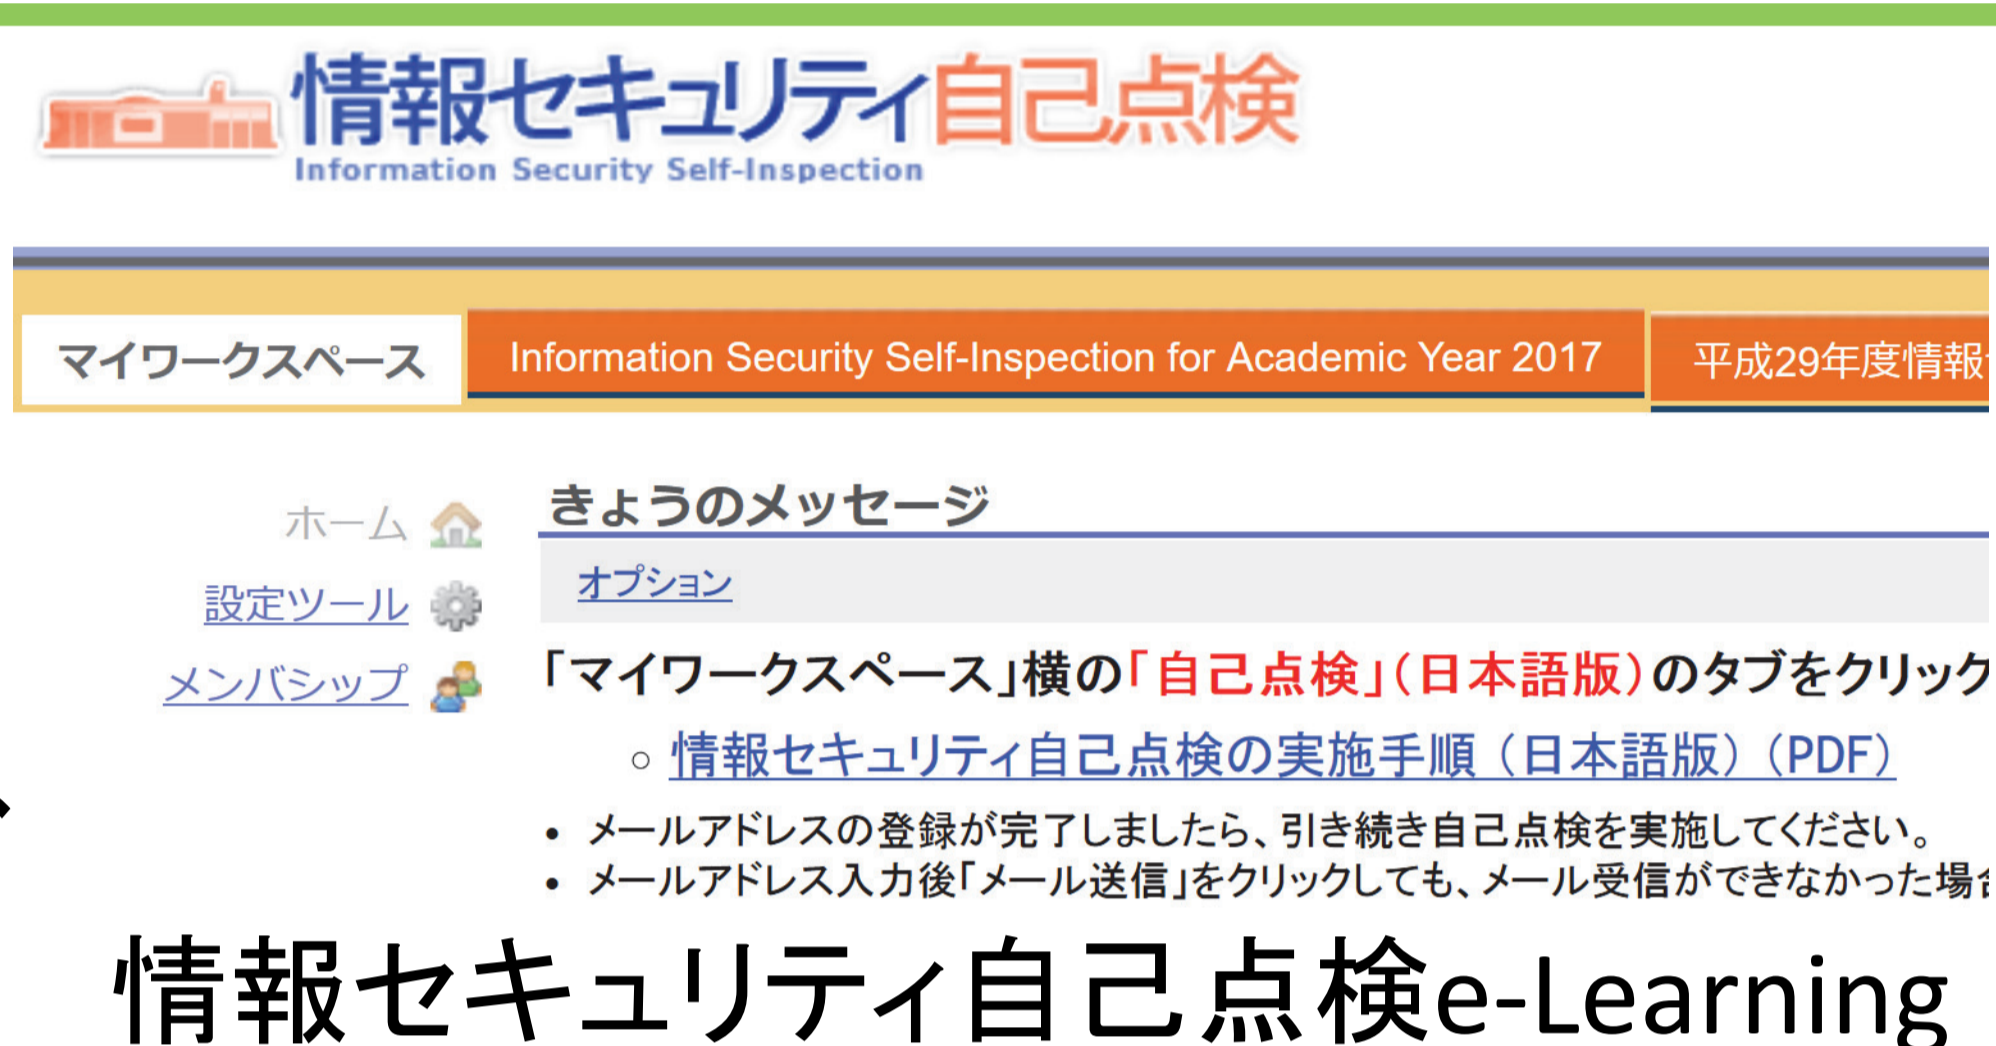 情報セキュリティ自己点検
Information Security Self-Inspection
マイワークスペース
Information Security Self-Inspection for Academic Year 2017
平成29年度情報
ホーム
設定ツール
メンバシップ
きょうのメッセージ
オプション
「マイワークスペース」横の「自己点検」(日本語版)のタブをクリック
情報セキュリティ自己点検の実施手順(日本語版)(PDF)
• メールアドレスの登録が完了しましたら、引き続き自己点検を実施してください。
• メールアドレス入力後「メール送信」をクリックしても、メール受信ができなかった場合
情報セキュリティ自己点検e-Learning